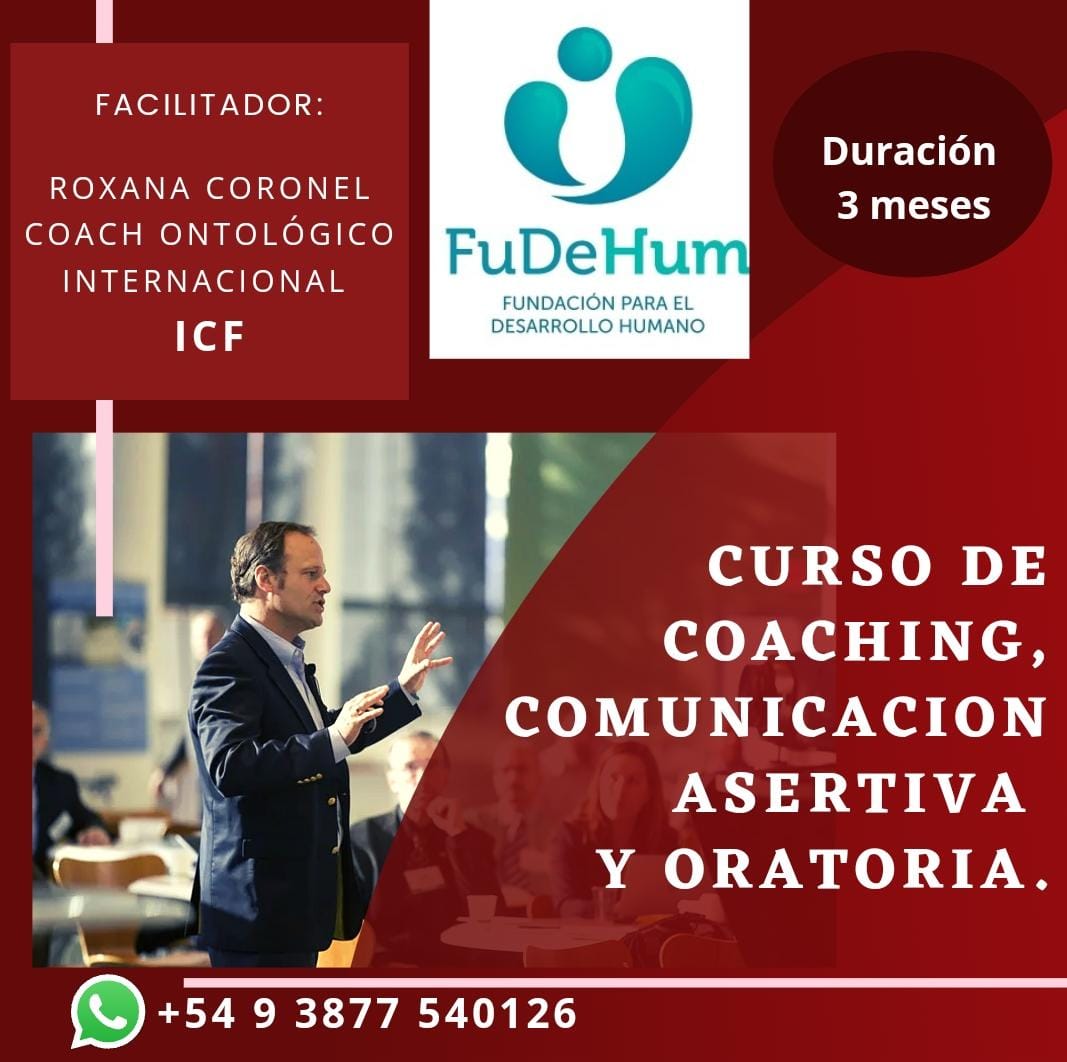 FACILITADOR:
ROXANA CORONEL
COACH ONTOLÓGICO
INTERNACIONAL
ICF
FuDeHum
FUNDACIÓN PARA EL
DESARROLLO HUMANO
Duración
3 meses
CURSO DE
COACHING,
COMUNICACION
ASERTIVA
Y ORATORIA.
+54 9 3877 540126